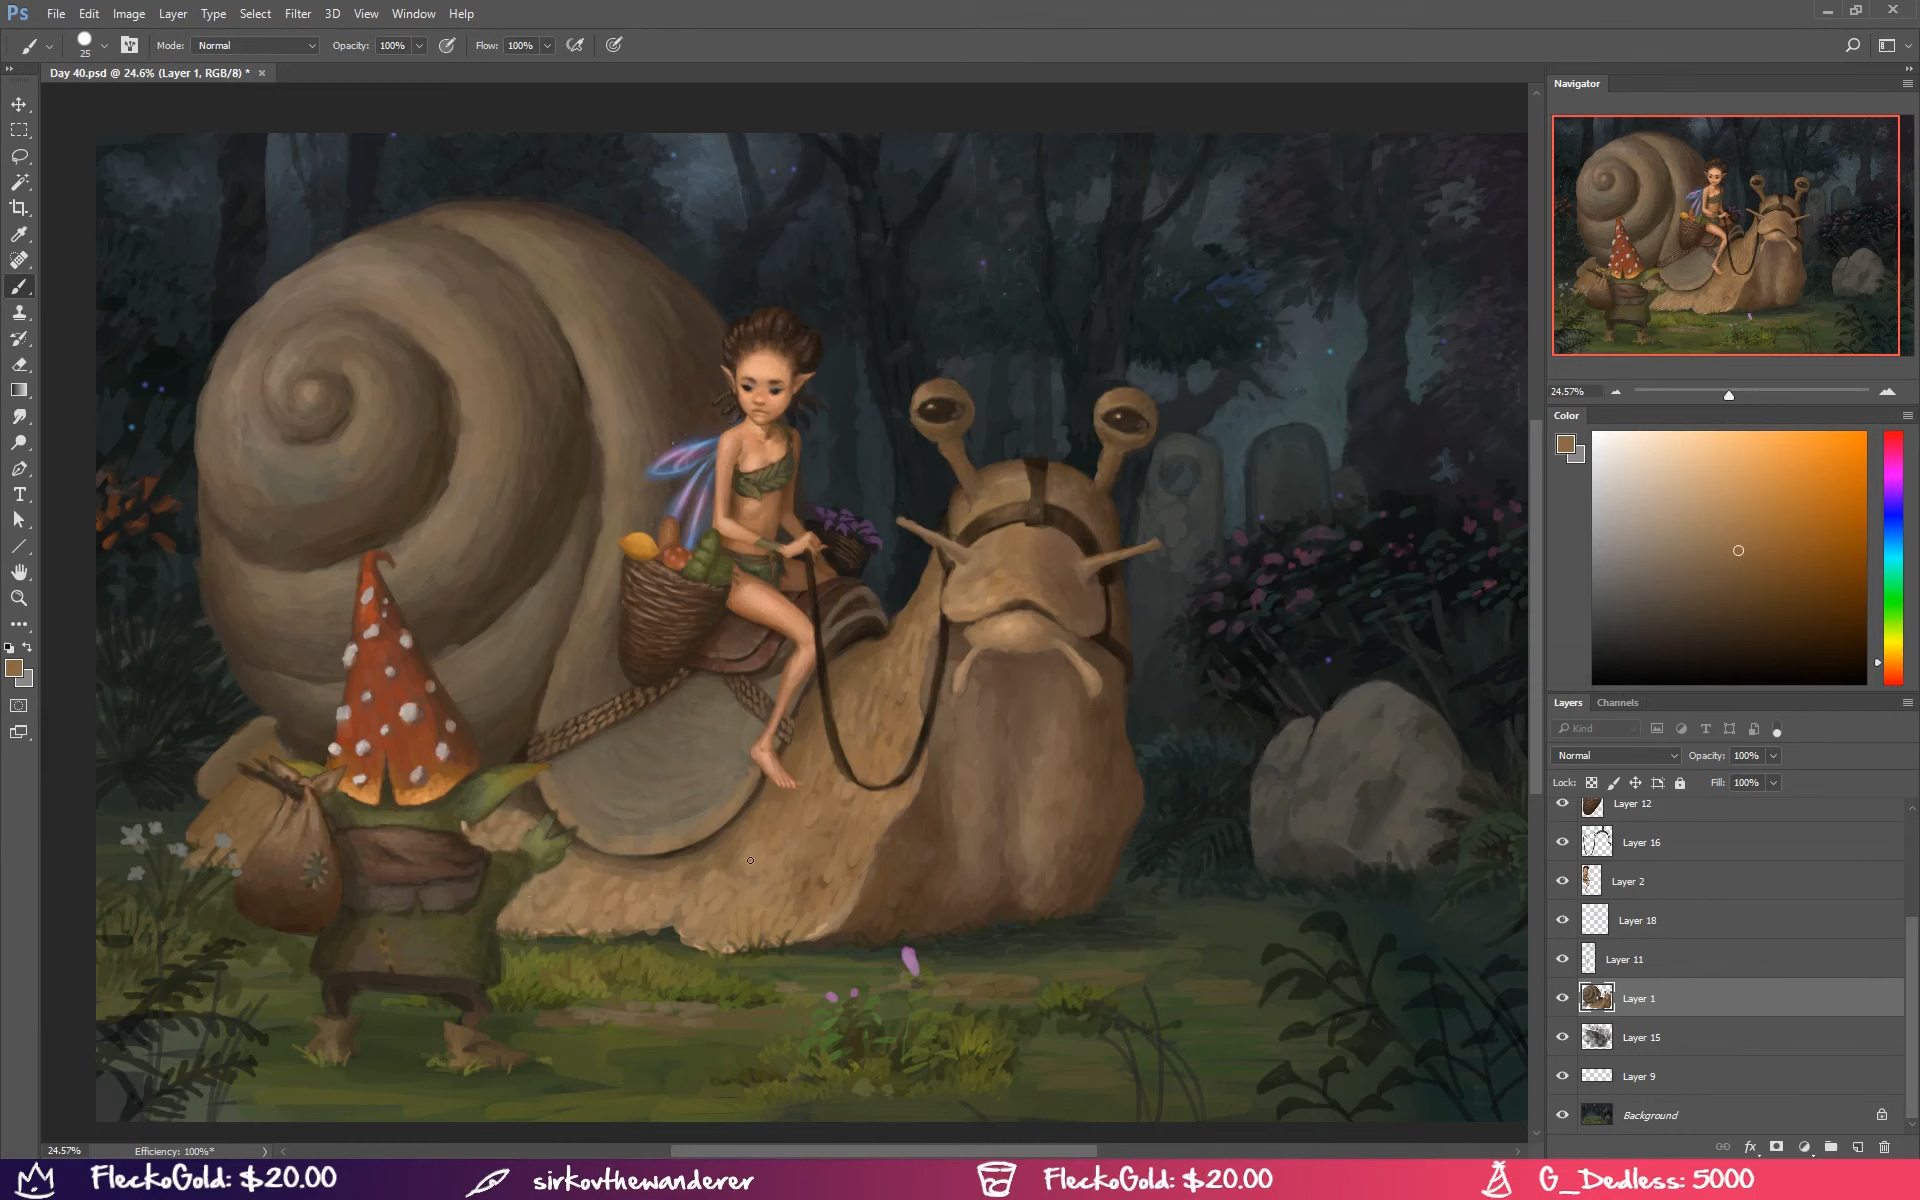 Ps File Edit Image Layer Type Select Filter 3D View Window Help
25 Mode: Normal Opacity: 100% Flow: 100%
Day 40.psd @ 24.6% (Layer 1, RGB/8) *
Navigator
24.57%
Color
Layers Channels
Kind
Normal Opacity: 100%
Lock: Fill: 100%
Layer 12
Layer 16
Layer 2
Layer 18
Layer 11
Layer 1
Layer 15
Layer 9
Background
fx
24.57% Efficiency: 100%*
FleckoGold: $20.00 sirkovthewanderer FleckoGold: $20.00 G_Dedless: 5000